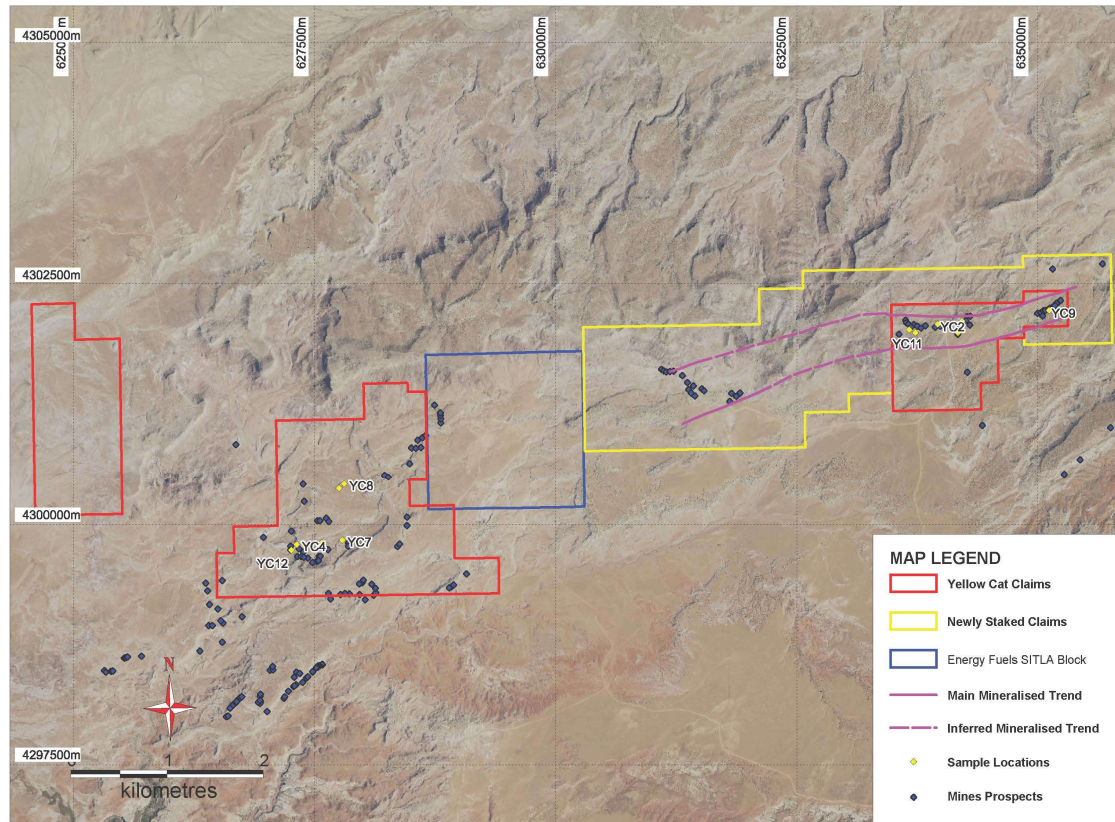 4305000m
625000m
627500m
630000m
632500m
635000m
4302500m
YC9
YC2
YC11
YC8
4300000m
YC4
YC7
YC12
N
4297500m
0 1 2
kilometres
MAP LEGEND
Yellow Cat Claims
Newly Staked Claims
Energy Fuels SITLA Block
Main Mineralised Trend
Inferred Mineralised Trend
Sample Locations
Mines Prospects